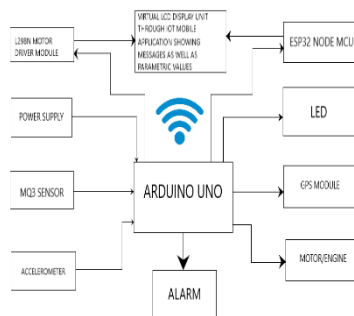 L298N MOTOR
DRIVER MODULE
VIRTUAL LCD DISPLAY UNIT
THROUGH IOT MOBILE
APPLICATION SHOWING
MESSAGES AS WELL AS
PARAMETRIC VALUES
ESP32 NODE MCU
POWER SUPPLY
LED
MQ3 SENSOR
ARDUINO UNO
GPS MODULE
ACCELEROMETER
MOTOR/ENGINE
ALARM